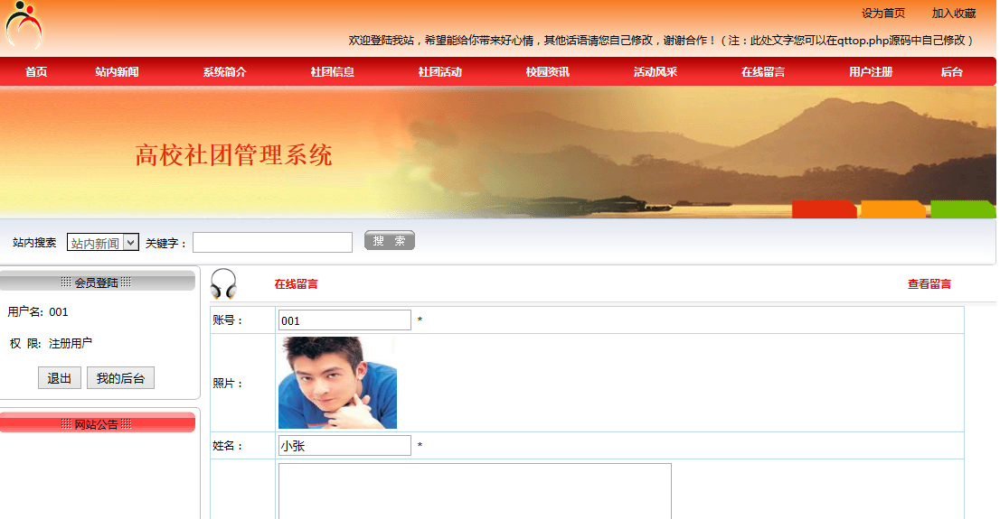 设为首页 加入收藏
欢迎登陆我站，希望能给你带来好心情，其他话语请您自己修改，谢谢合作！（注：此处文字您可以在qttop.php源码中自己修改）
首页 站内新闻 系统简介 社团信息 社团活动 校园资讯 活动风采 在线留言 用户注册 后台
高校社团管理系统
站内搜索 站内新闻 关键字： 搜 索
会员登陆
用户名: 001
权 限: 注册用户
退出 我的后台
网站公告
在线留言 查看留言
账号： 001 *
照片：
姓名： 小张 *